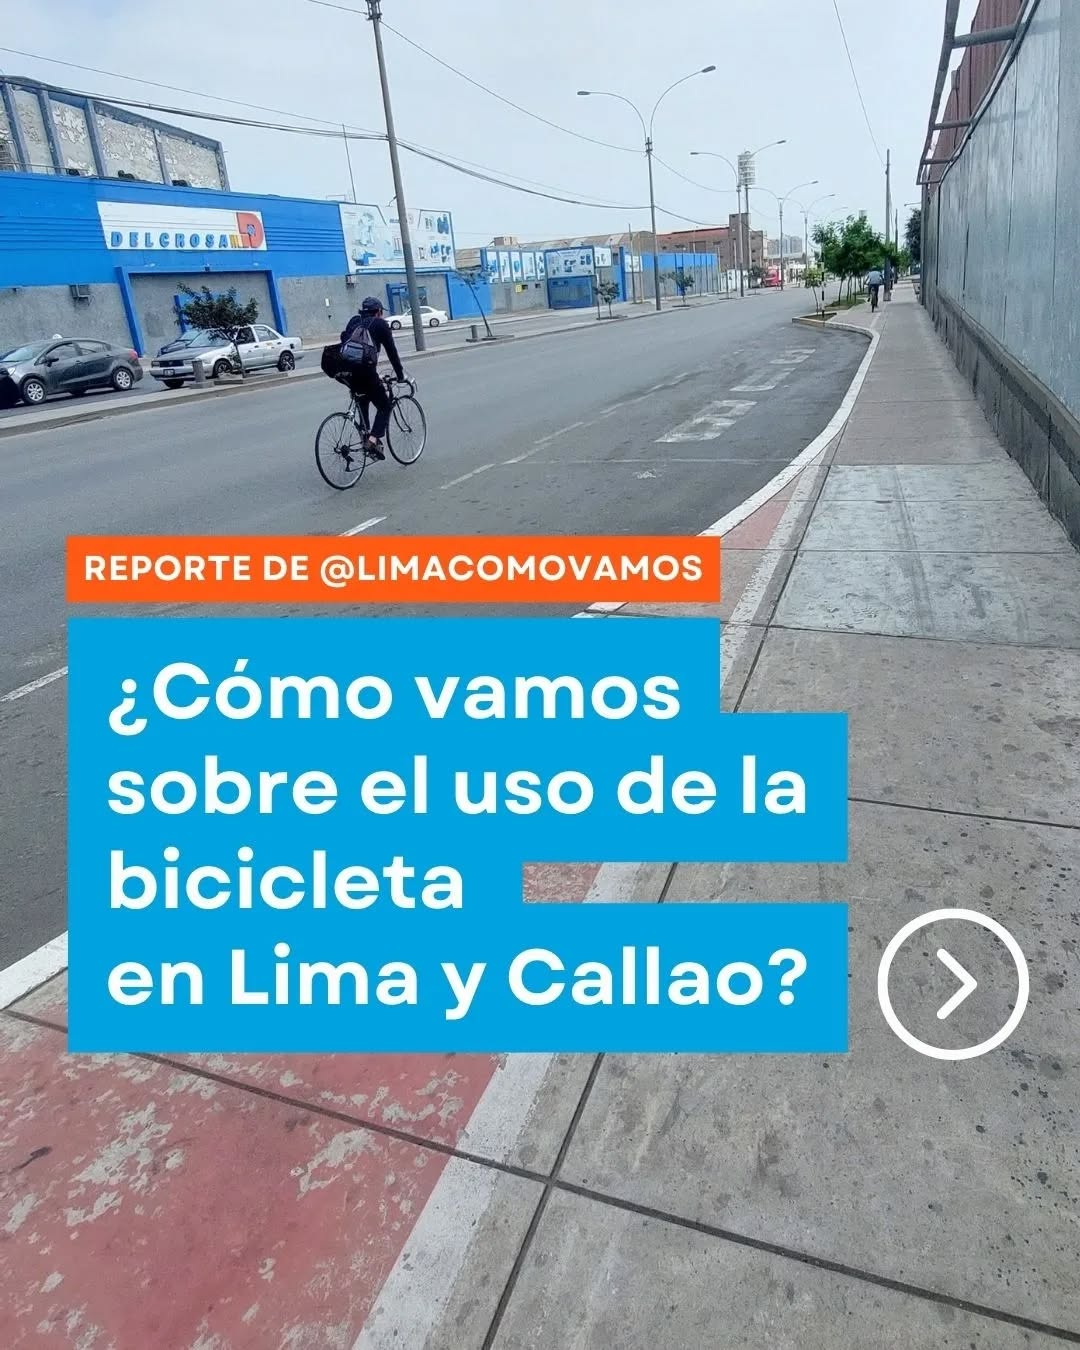 DELCROSA
REPORTE DE @LIMACOMOVAMOS
¿Cómo vamos
sobre el uso de la
bicicleta
en Lima y Callao?